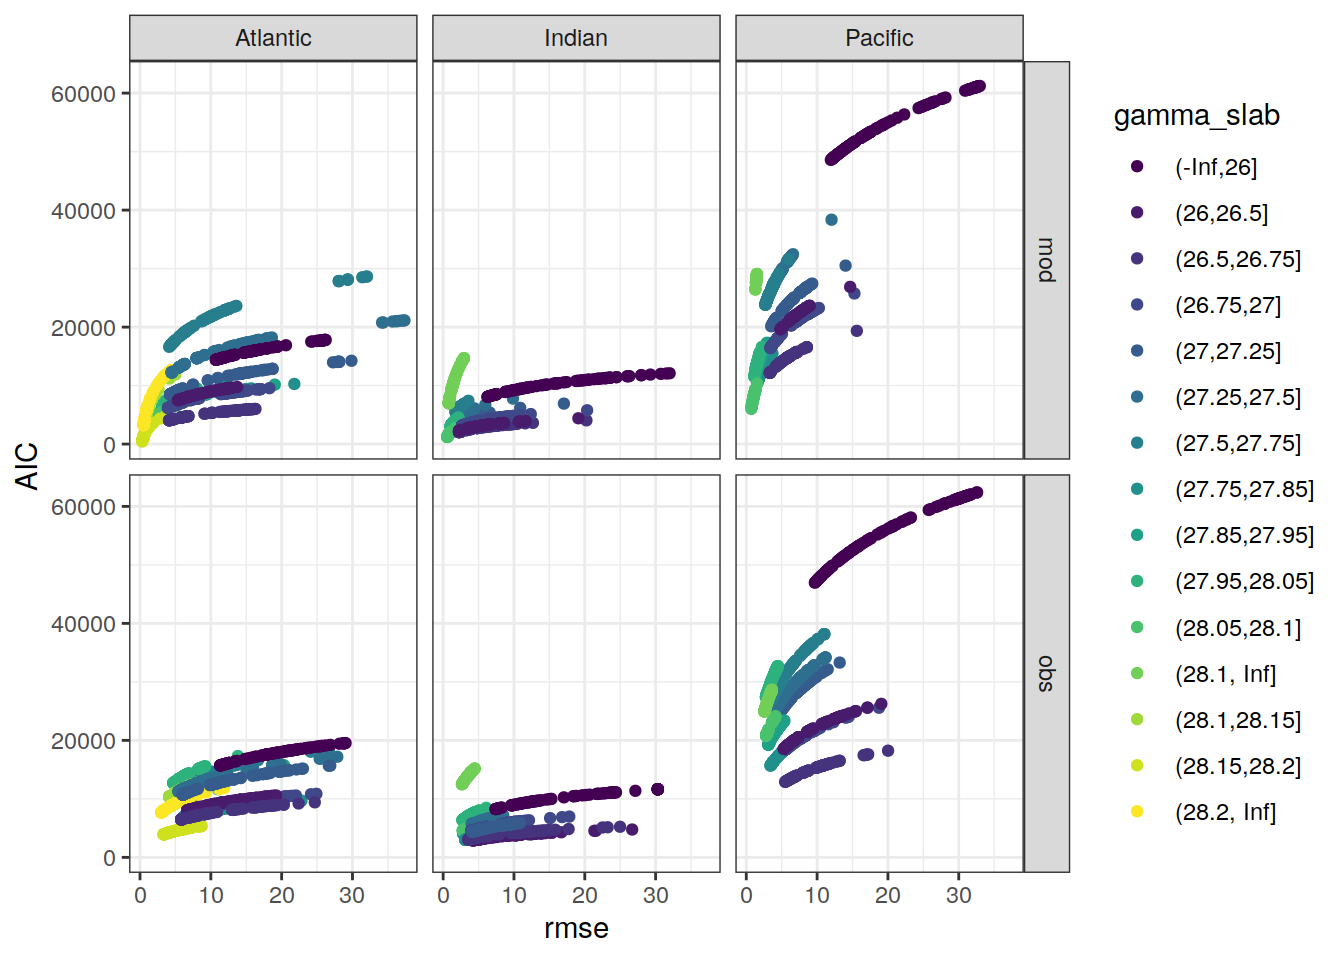 Atlantic Indian Pacific
60000
40000
20000
0
mod
60000
40000
20000
0
obs
0 10 20 30 0 10 20 30 0 10 20 30
rmse
AIC
gamma_slab
(-Inf,26]
(26,26.5]
(26.5,26.75]
(26.75,27]
(27,27.25]
(27.25,27.5]
(27.5,27.75]
(27.75,27.85]
(27.85,27.95]
(27.95,28.05]
(28.05,28.1]
(28.1, Inf]
(28.1,28.15]
(28.15,28.2]
(28.2, Inf]